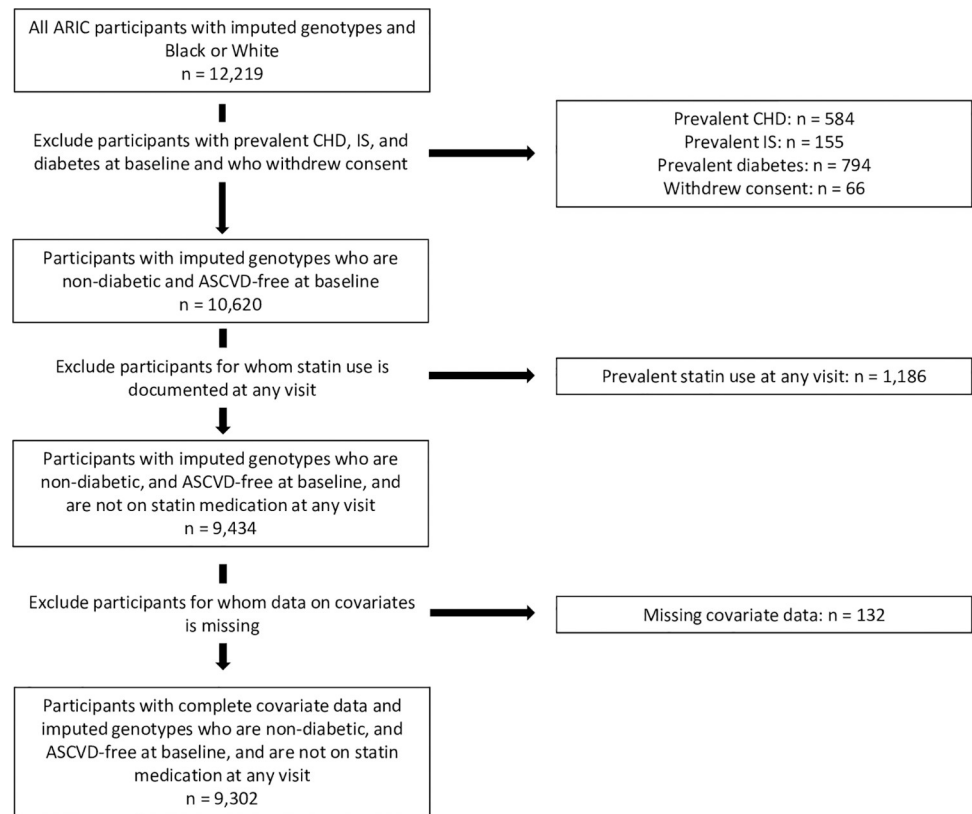 All ARIC participants with imputed genotypes and
Black or White
n = 12,219
Exclude participants with prevalent CHD, IS, and
diabetes at baseline and who withdrew consent
Prevalent CHD: n = 584
Prevalent IS: n = 155
Prevalent diabetes: n = 794
Withdrew consent: n = 66
Participants with imputed genotypes who are
non-diabetic and ASCVD-free at baseline
n = 10,620
Exclude participants for whom statin use is
documented at any visit
Prevalent statin use at any visit: n = 1,186
Participants with imputed genotypes who are
non-diabetic, and ASCVD-free at baseline, and
are not on statin medication at any visit
n = 9,434
Exclude participants for whom data on covariates
is missing
Missing covariate data: n = 132
Participants with complete covariate data and
imputed genotypes who are non-diabetic, and
ASCVD-free at baseline, and are not on statin
medication at any visit
n = 9,302